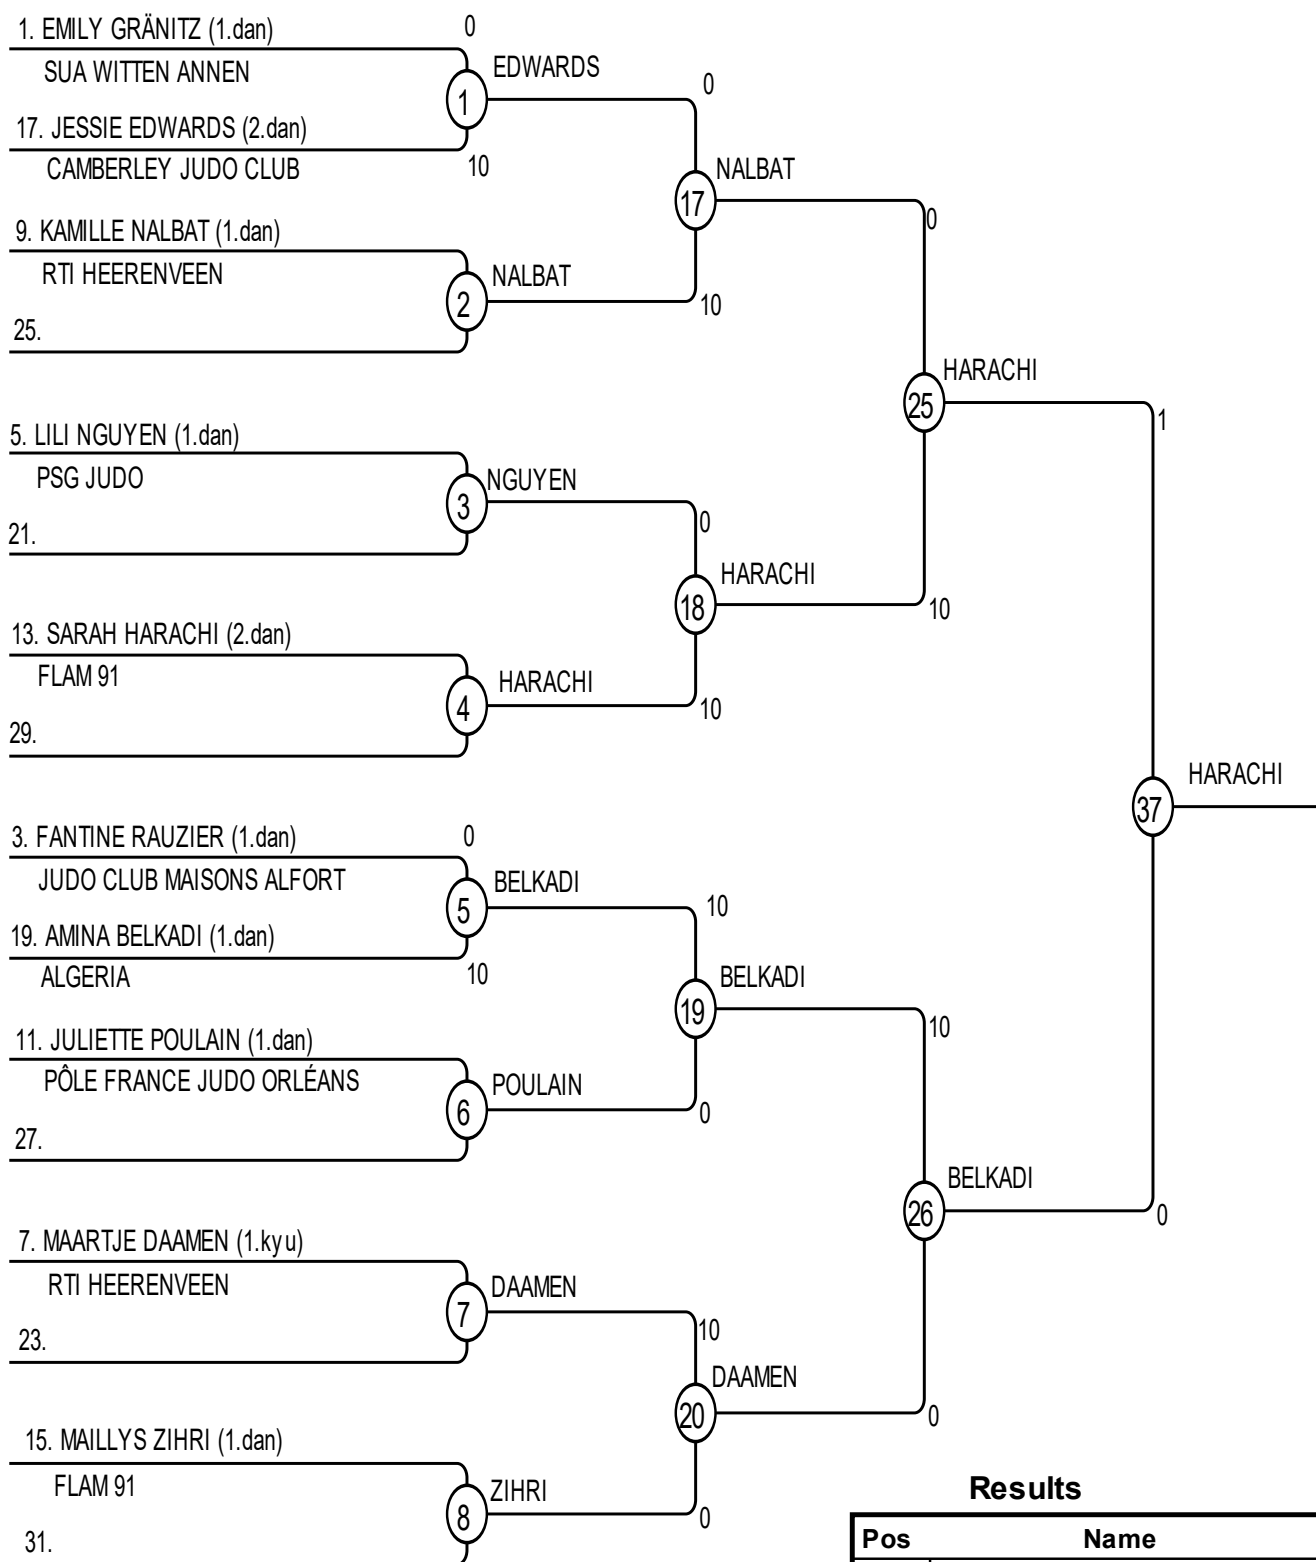 1. EMILY GRÄNITZ (1.dan)
0
SUA WITTEN ANNEN
1
EDWARDS
17. JESSIE EDWARDS (2.dan)
CAMBERLEY JUDO CLUB
10
0
17
NALBAT
9. KAMILLE NALBAT (1.dan)
RTI HEERENVEEN
2
NALBAT
10
25.
0
25
HARACHI
5. LILI NGUYEN (1.dan)
PSG JUDO
3
NGUYEN
21.
0
18
HARACHI
10
13. SARAH HARACHI (2.dan)
FLAM 91
4
HARACHI
10
29.
1
37
HARACHI
3. FANTINE RAUZIER (1.dan)
0
JUDO CLUB MAISONS ALFORT
5
BELKADI
19. AMINA BELKADI (1.dan)
ALGERIA
10
10
19
BELKADI
11. JULIETTE POULAIN (1.dan)
PÔLE FRANCE JUDO ORLÉANS
6
POULAIN
0
27.
10
26
BELKADI
0
7. MAARTJE DAAMEN (1.kyu)
RTI HEERENVEEN
7
DAAMEN
23.
10
20
DAAMEN
0
15. MAILLYS ZIHRI (1.dan)
FLAM 91
8
ZIHRI
0
31.
Results
Pos Name